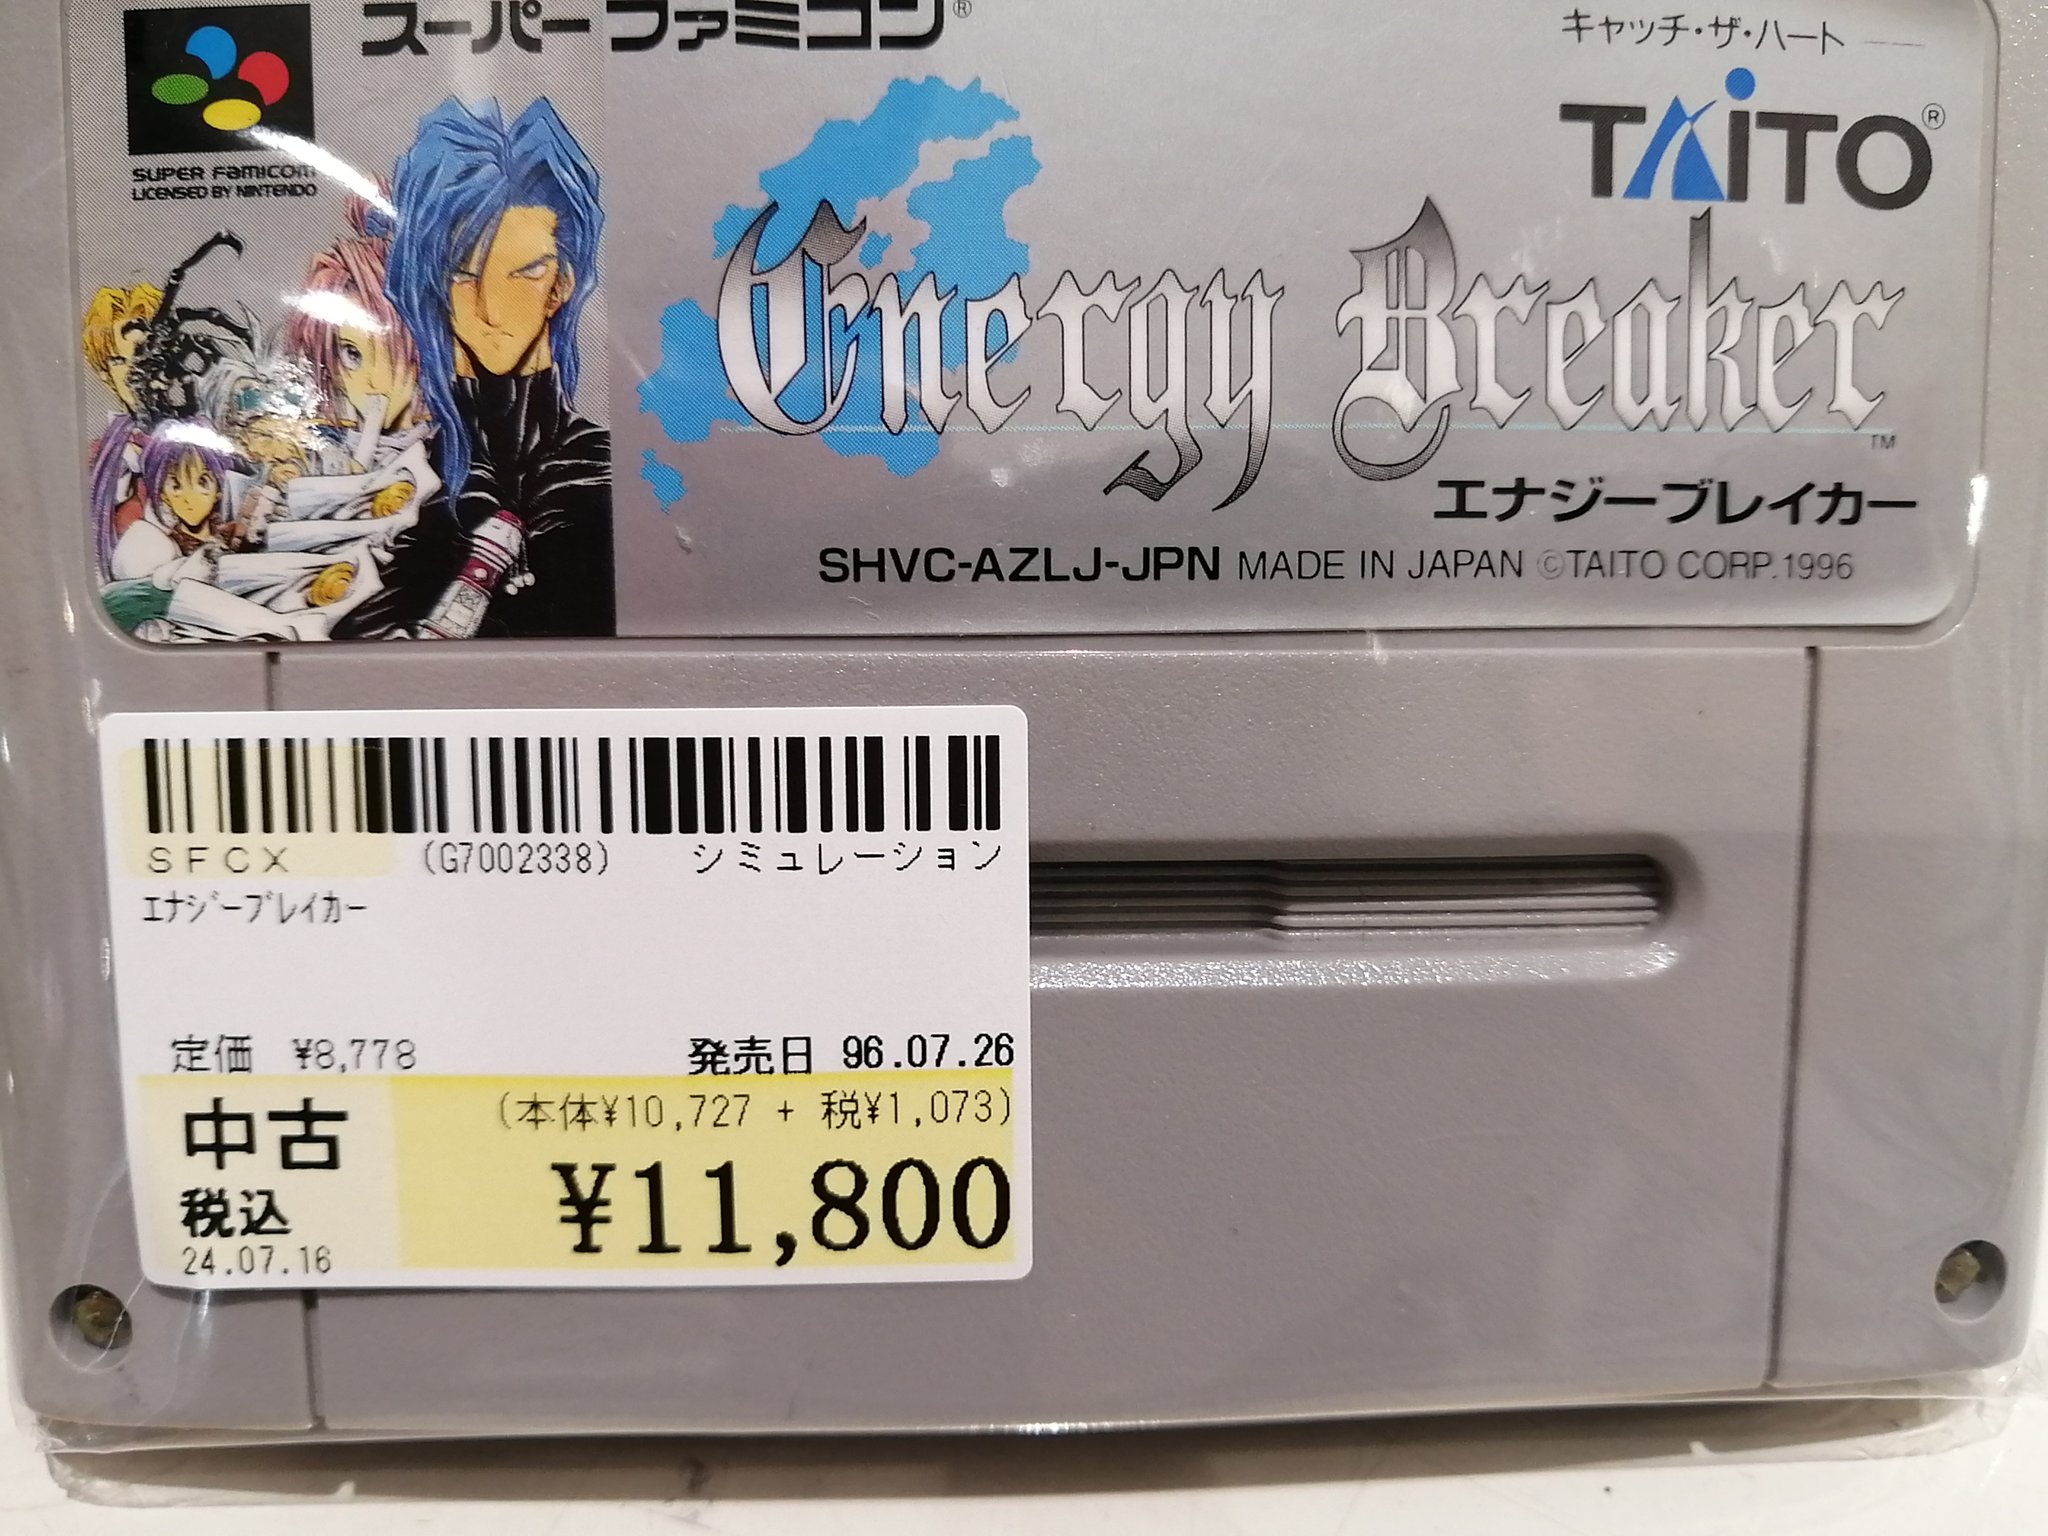 スーパーファミコン®
キャッチ・ザ・ハート
TAITO®
SUPER FAMICOM
LICENSED BY NINTENDO
Energy Breaker
TM
エナジーブレイカー
SHVC-AZLJ-JPN MADE IN JAPAN ©TAITO CORP.1996
SFCX (G7002338) シミュレーション
エナジーブレイカー
定価 ¥8,778 発売日 96.07.26
中古 (本体¥10,727 + 税¥1,073)
税込 ¥11,800
24.07.16